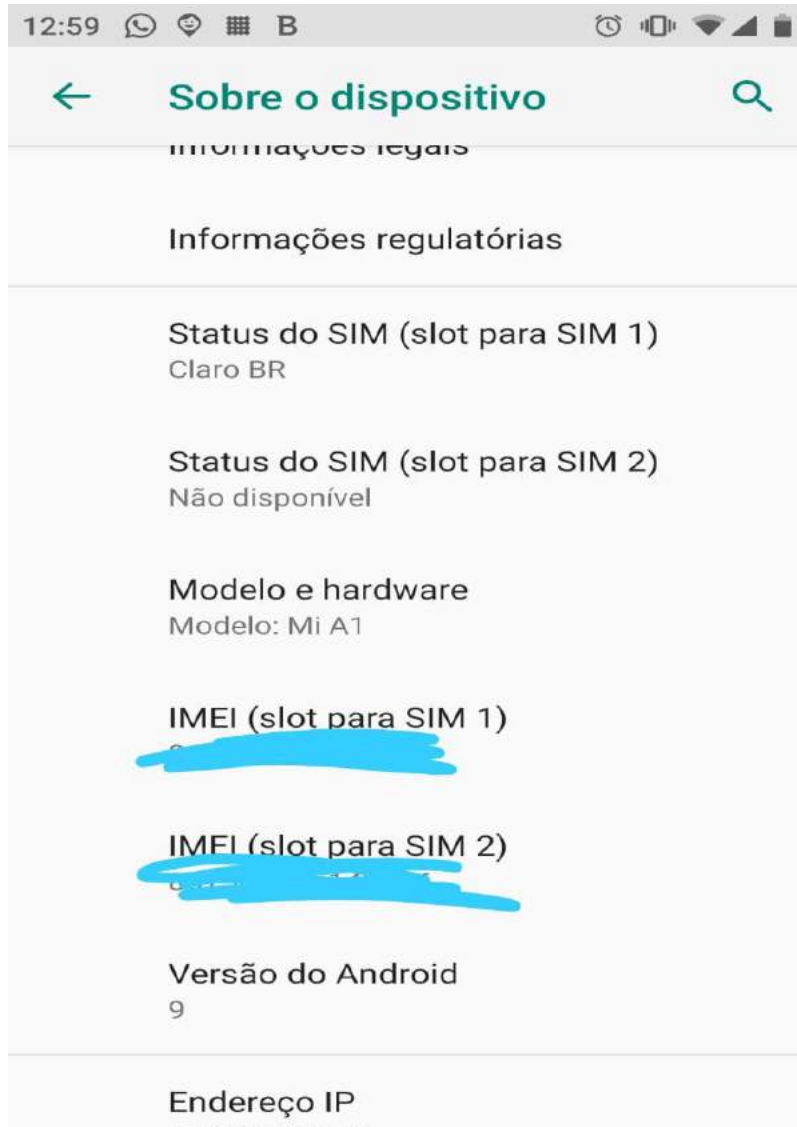 12:59 B
Sobre o dispositivo
Informações legais
Informações regulatórias
Status do SIM (slot para SIM 1)
Claro BR
Status do SIM (slot para SIM 2)
Não disponível
Modelo e hardware
Modelo: Mi A1
IMEI (slot para SIM 1)
IMEI (slot para SIM 2)
Versão do Android
9
Endereço IP